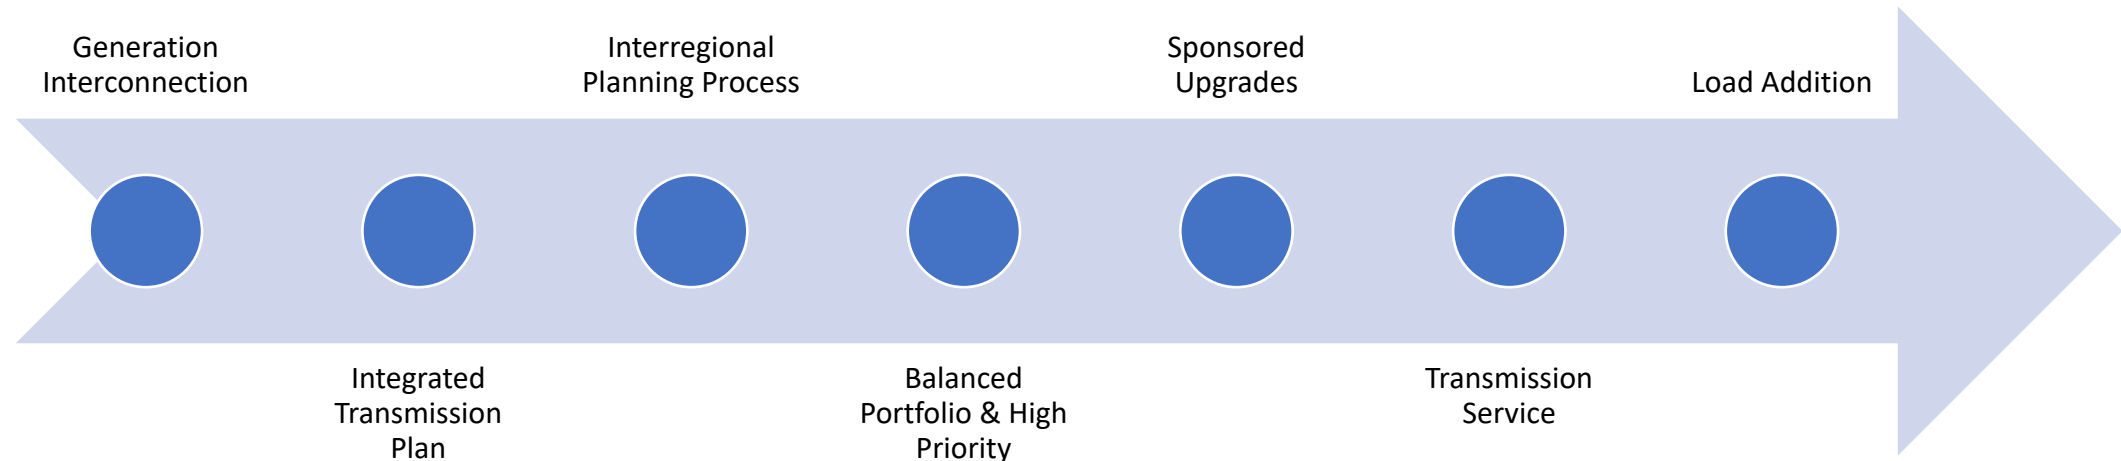 Generation
Interconnection
Integrated
Transmission
Plan
Interregional
Planning Process
Balanced
Portfolio & High
Priority
Sponsored
Upgrades
Transmission
Service
Load Addition